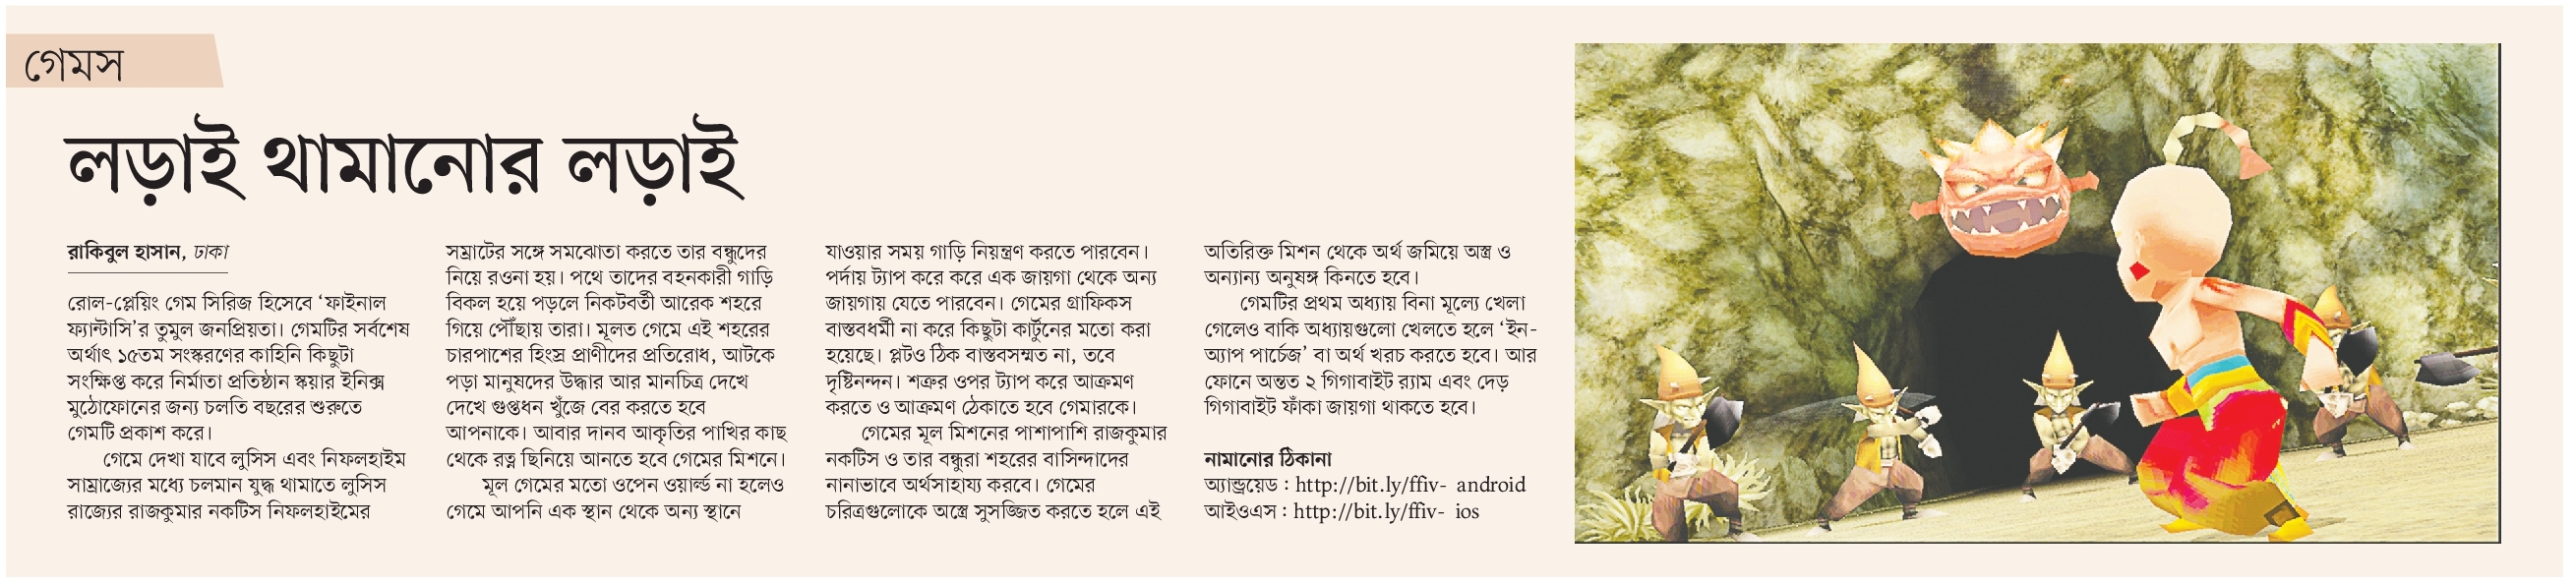 গেমস
লড়াই থামানোর লড়াই
রাকিবুল হাসান, ঢাকা
রোল-প্লেয়িং গেম সিরিজ হিসেবে ‘ফাইনাল
ফ্যান্টাসি’র তুমুল জনপ্রিয়তা। গেমটির সর্বশেষ
অর্থাৎ ১৫তম সংস্করণের কাহিনি কিছুটা
সংক্ষিপ্ত করে নির্মাতা প্রতিষ্ঠান স্কয়ার ইনিক্স
মুঠোফোনের জন্য চলতি বছরের শুরুতে
গেমটি প্রকাশ করে।
গেমে দেখা যাবে লুসিস এবং নিফলহাইম
সাম্রাজ্যের মধ্যে চলমান যুদ্ধ থামাতে লুসিস
রাজ্যের রাজকুমার নকটিস নিফলহাইমের
সম্রাটের সঙ্গে সমঝোতা করতে তার বন্ধুদের
নিয়ে রওনা হয়। পথে তাদের বহনকারী গাড়ি
বিকল হয়ে পড়লে নিকটবর্তী আরেক শহরে
গিয়ে পৌঁছায় তারা। মূলত গেমে এই শহরের
চারপাশের হিংস্র প্রাণীদের প্রতিরোধ, আটকে
পড়া মানুষদের উদ্ধার আর মানচিত্র দেখে
দেখে গুপ্তধন খুঁজে বের করতে হবে
আপনাকে। আবার দানব আকৃতির পাখির কাছ
থেকে রত্ন ছিনিয়ে আনতে হবে গেমের মিশনে।
মূল গেমের মতো ওপেন ওয়ার্ল্ড না হলেও
গেমে আপনি এক স্থান থেকে অন্য স্থানে
যাওয়ার সময় গাড়ি নিয়ন্ত্রণ করতে পারবেন।
পর্দায় ট্যাপ করে করে এক জায়গা থেকে অন্য
জায়গায় যেতে পারবেন। গেমের গ্রাফিকস
বাস্তবধর্মী না করে কিছুটা কার্টুনের মতো করা
হয়েছে। প্লটও ঠিক বাস্তবসম্মত না, তবে
দৃষ্টিনন্দন। শত্রুর ওপর ট্যাপ করে আক্রমণ
করতে ও আক্রমণ ঠেকাতে হবে গেমারকে।
গেমের মূল মিশনের পাশাপাশি রাজকুমার
নকটিস ও তার বন্ধুরা শহরের বাসিন্দাদের
নানাভাবে অর্থসাহায্য করবে। গেমের
চরিত্রগুলোকে অস্ত্রে সুসজ্জিত করতে হলে এই
অতিরিক্ত মিশন থেকে অর্থ জমিয়ে অস্ত্র ও
অন্যান্য অনুষঙ্গ কিনতে হবে।
গেমটির প্রথম অধ্যায় বিনা মূল্যে খেলা
গেলেও বাকি অধ্যায়গুলো খেলতে হলে ‘ইন-
অ্যাপ পার্চেজ’ বা অর্থ খরচ করতে হবে। আর
ফোনে অন্তত ২ গিগাবাইট র‍্যাম এবং দেড়
গিগাবাইট ফাঁকা জায়গা থাকতে হবে।
নামানোর ঠিকানা
অ্যান্ড্রয়েড : http://bit.ly/ffiv- android
আইওএস : http://bit.ly/ffiv- ios